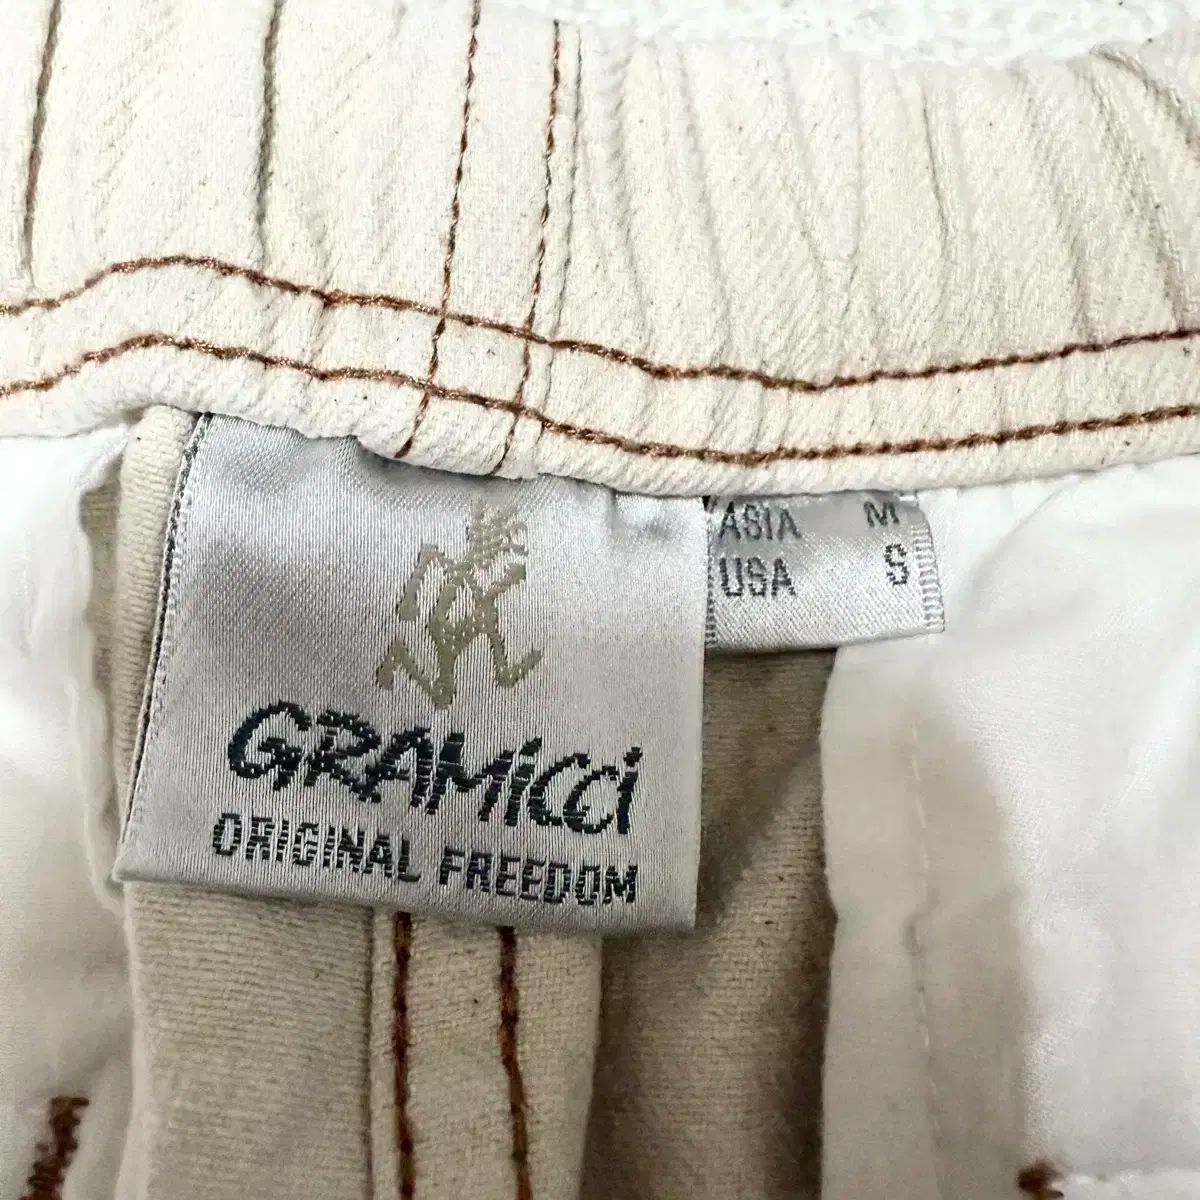 GRAMiCCi
ORIGINAL FREEDOM
ASIA M
USA S